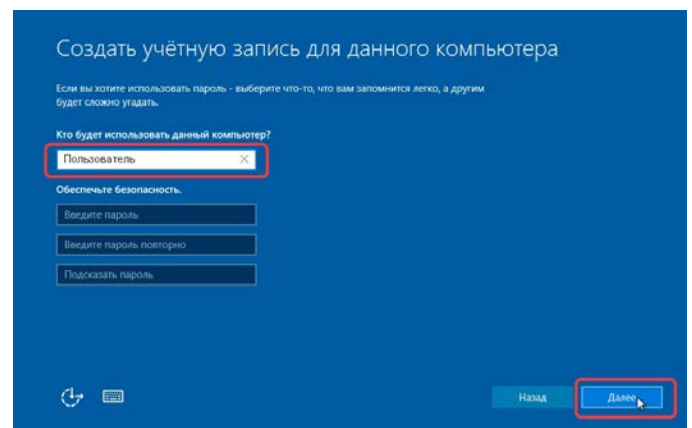 Создать учётную запись для данного компьютера
Если вы хотите использовать пароль - выберите что-то, что вам запомнится легко, а другим
будет сложно угадать.
Кто будет использовать данный компьютер?
Пользователь
Обеспечьте безопасность.
Введите пароль
Введите пароль повторно
Подсказать пароль
Назад
Далее